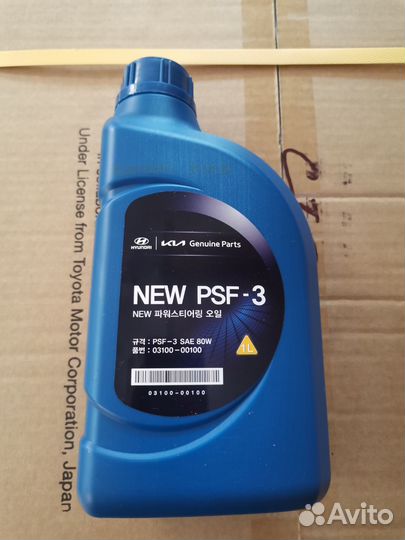 HYUNDAI KIA Genuine Parts
NEW PSF-3
NEW 파워스티어링 오일
규격 : PSF-3 SAE 80W
품번 : 03100-00100
1L
03100-00100
Under License from Toyota Motor Corporation, Japan
Avito